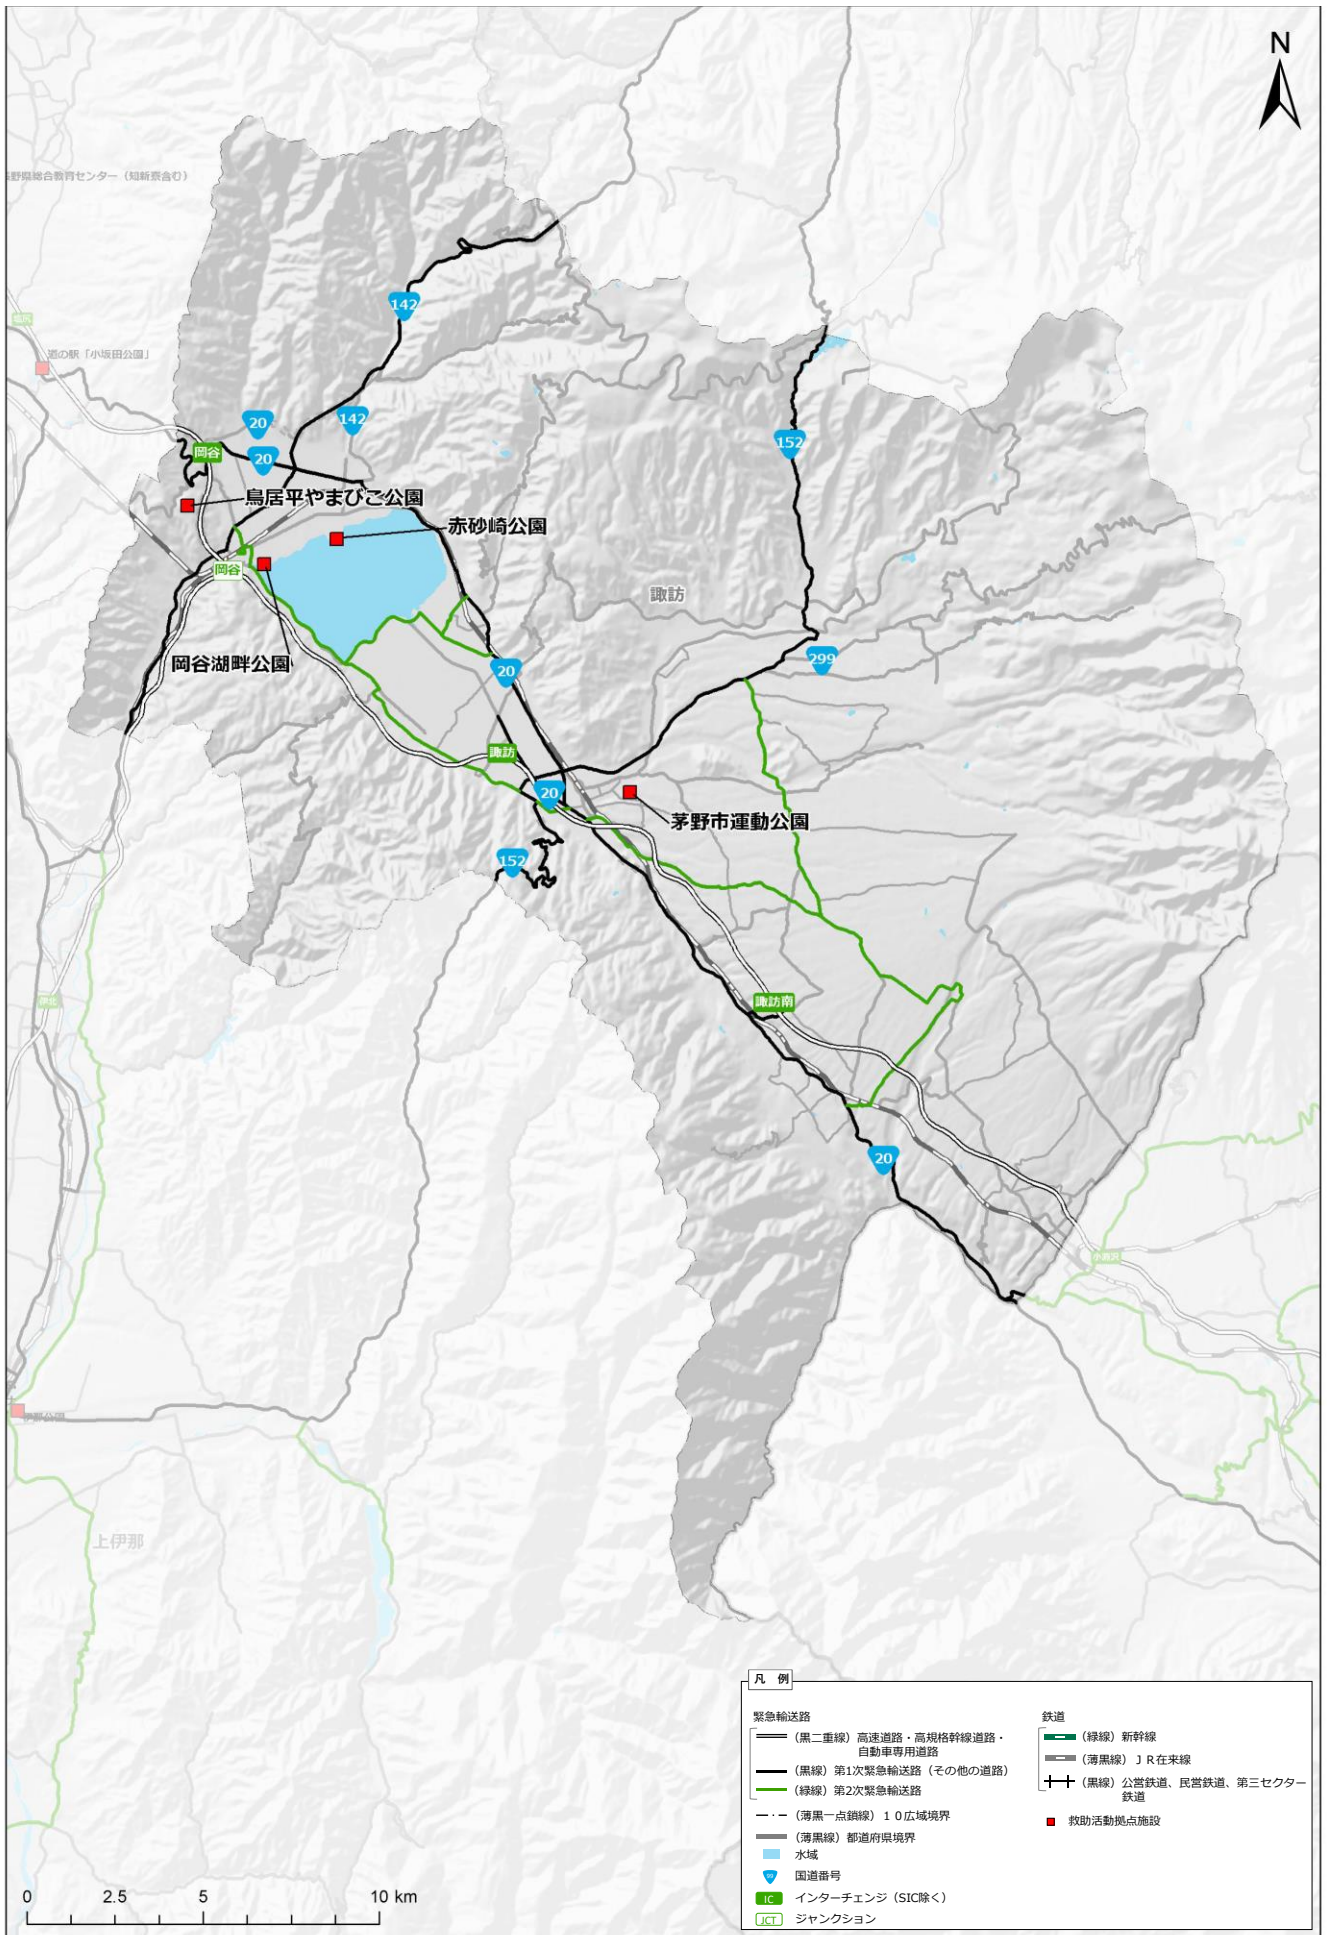 N
長野県総合教育センター（知新寮含む）
142
塩尻
道の駅「小坂田公園」
20
142
152
岡谷
20
鳥居平やまびこ公園
赤砂崎公園
岡谷
諏訪
岡谷湖畔公園
299
20
諏訪
20
茅野市運動公園
152
諏訪南
伊北
20
小淵沢
伊那公園
上伊那
凡 例
緊急輸送路
（黒二重線）高速道路・高規格幹線道路・
自動車専用道路
（黒線）第1次緊急輸送路（その他の道路）
（緑線）第2次緊急輸送路
（薄黒一点鎖線）１０広域境界
（薄黒線）都道府県境界
水域
国道番号
IC インターチェンジ（SIC除く）
JCT ジャンクション
鉄道
（緑線）新幹線
（薄黒線）ＪＲ在来線
（黒線）公営鉄道、民営鉄道、第三セクター
鉄道
救助活動拠点施設
0 2.5 5 10 km